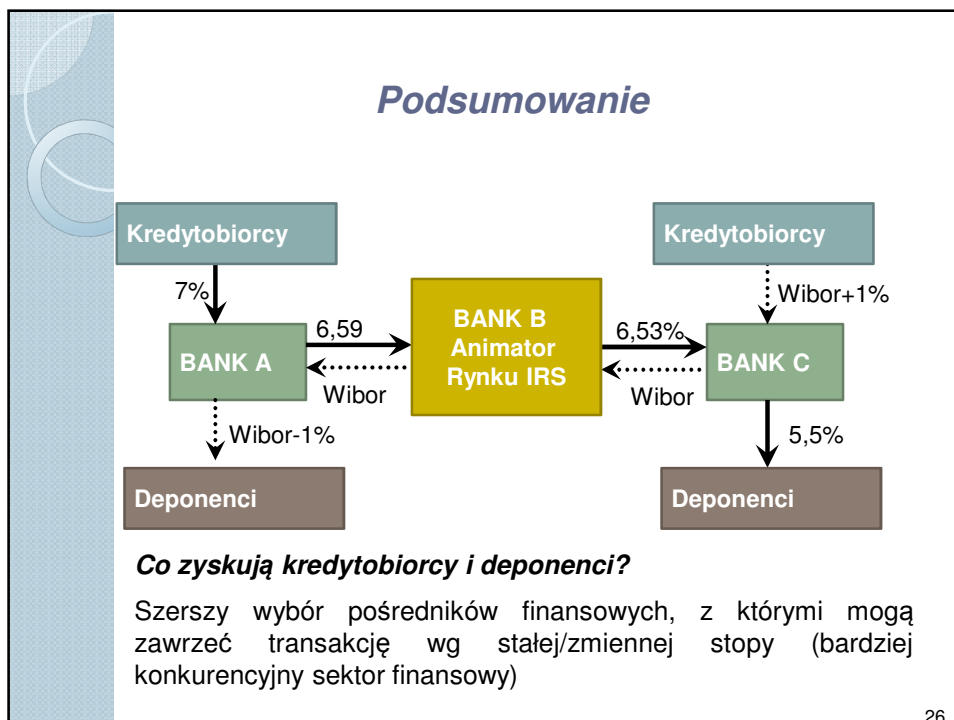 Podsumowanie
Kredytobiorcy
Kredytobiorcy
7%
Wibor+1%
BANK A
6,59
Wibor
BANK B
Animator
Rynku IRS
6,53%
Wibor
BANK C
Wibor-1%
5,5%
Deponenci
Deponenci
Co zyskują kredytobiorcy i deponenci?
Szerszy wybór pośredników finansowych, z którymi mogą
zawrzeć transakcję wg stałej/zmiennej stopy (bardziej
konkurencyjny sektor finansowy)
26